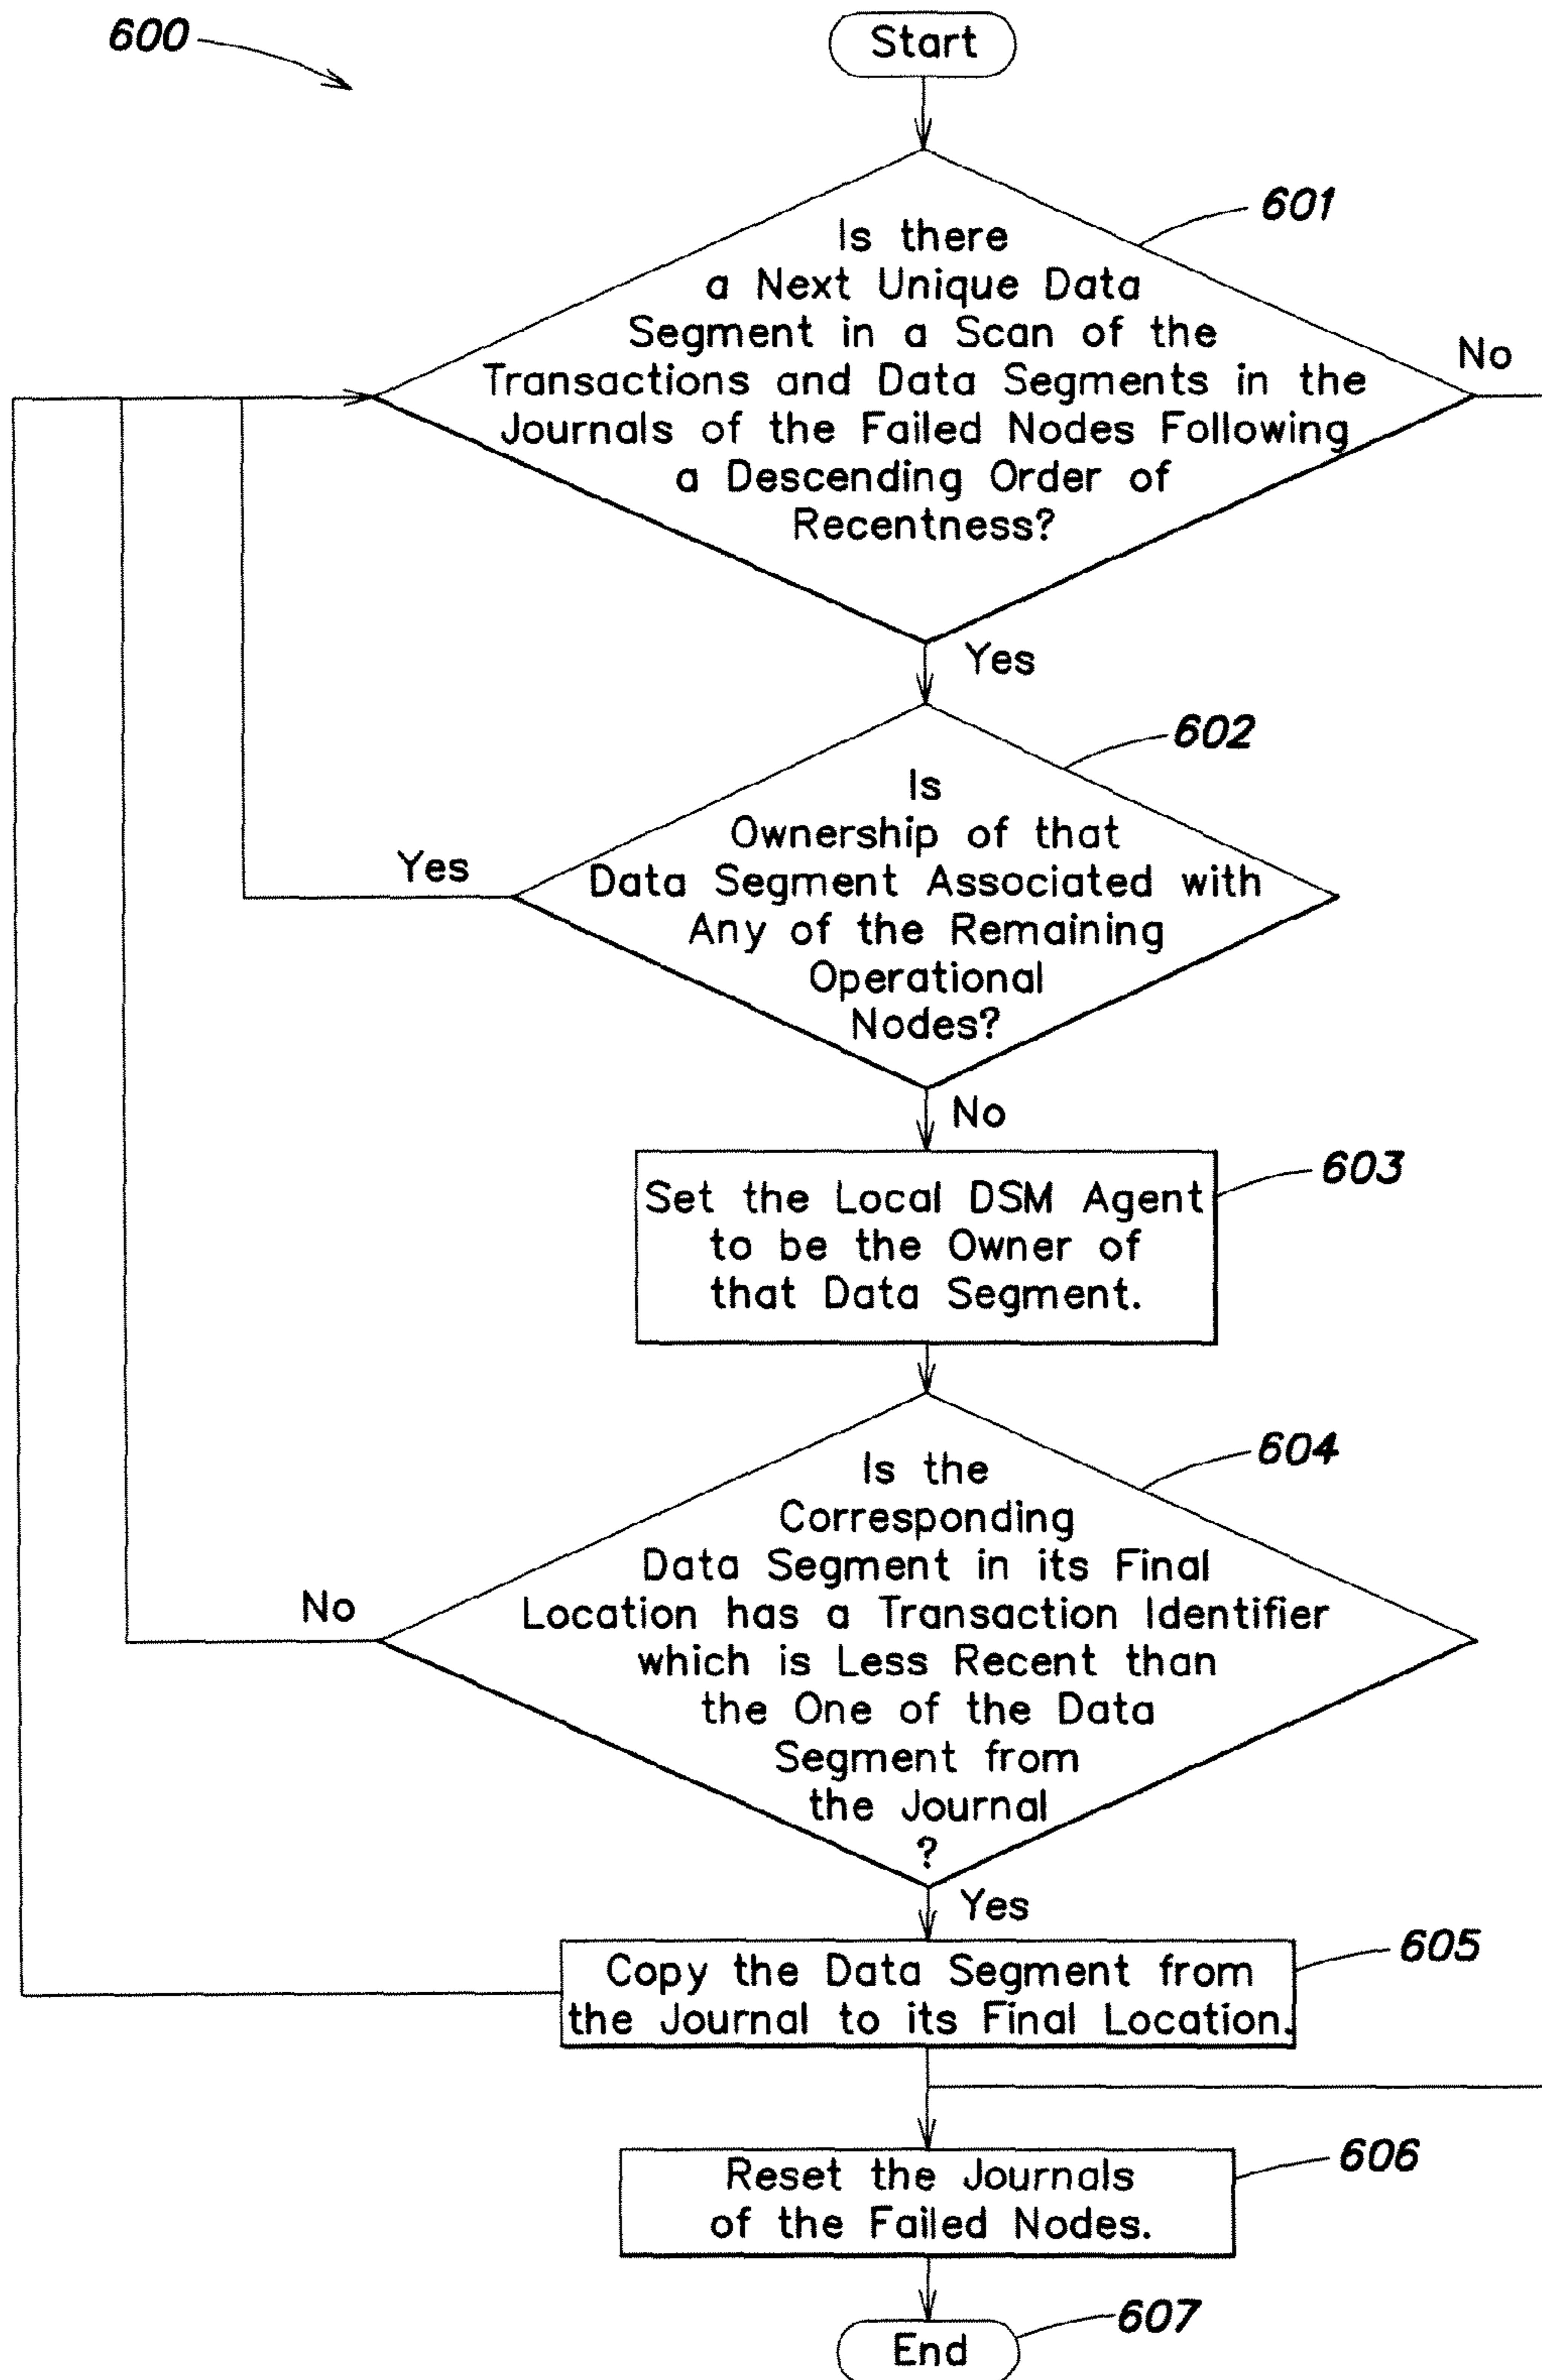 600
Start
601
Is there
a Next Unique Data
Segment in a Scan of the
Transactions and Data Segments in the
Journals of the Failed Nodes Following
a Descending Order of
Recentness?
No
Yes
602
Is
Ownership of that
Data Segment Associated with
Any of the Remaining
Operational
Nodes?
Yes
No
603
Set the Local DSM Agent
to be the Owner of
that Data Segment.
604
Is the
Corresponding
Data Segment in its Final
Location has a Transaction Identifier
which is Less Recent than
the One of the Data
Segment from
the Journal
?
No
Yes
605
Copy the Data Segment from
the Journal to its Final Location.
606
Reset the Journals
of the Failed Nodes.
607
End